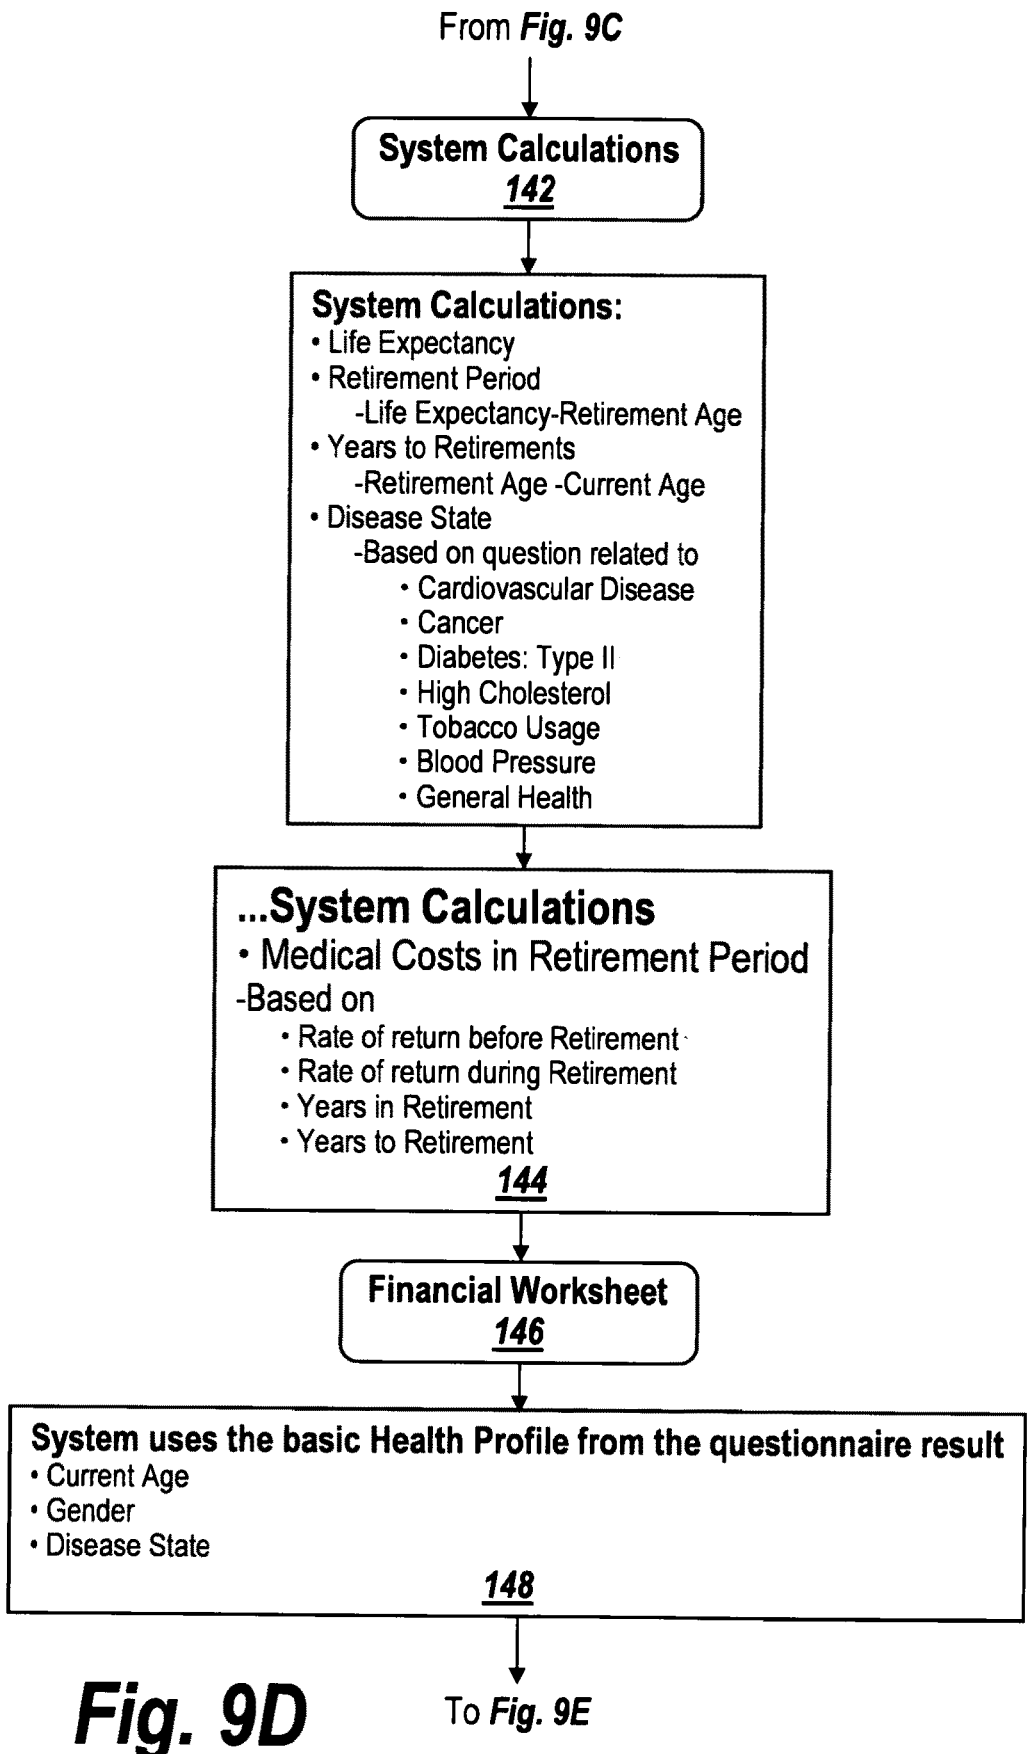 From Fig. 9C
System Calculations
142
System Calculations:
• Life Expectancy
• Retirement Period
-Life Expectancy-Retirement Age
• Years to Retirements
-Retirement Age -Current Age
• Disease State
-Based on question related to
• Cardiovascular Disease
• Cancer
• Diabetes: Type II
• High Cholesterol
• Tobacco Usage
• Blood Pressure
• General Health
...System Calculations
• Medical Costs in Retirement Period
-Based on
• Rate of return before Retirement
• Rate of return during Retirement
• Years in Retirement
• Years to Retirement
144
Financial Worksheet
146
System uses the basic Health Profile from the questionnaire result
• Current Age
• Gender
• Disease State
148
To Fig. 9E
Fig. 9D